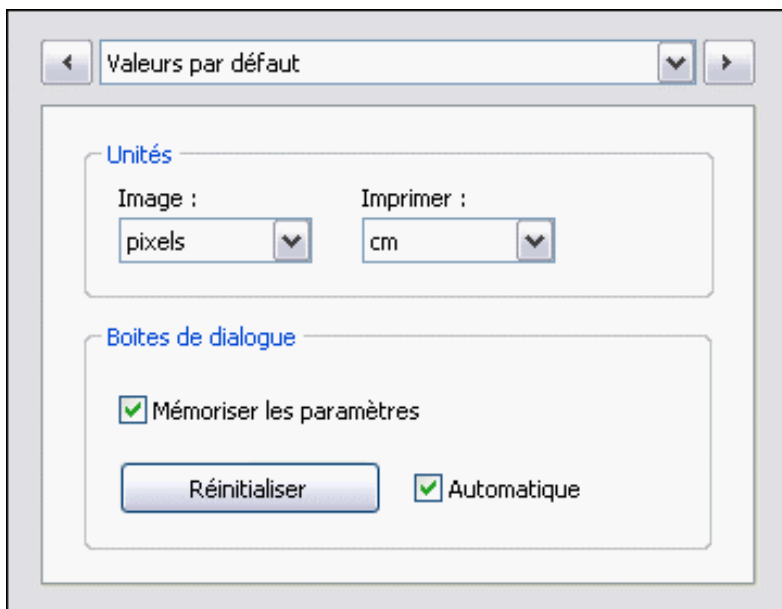 Valeurs par défaut
Unités
Image : Imprimer :
pixels cm
Boites de dialogue
Mémoriser les paramètres
Réinitialiser Automatique